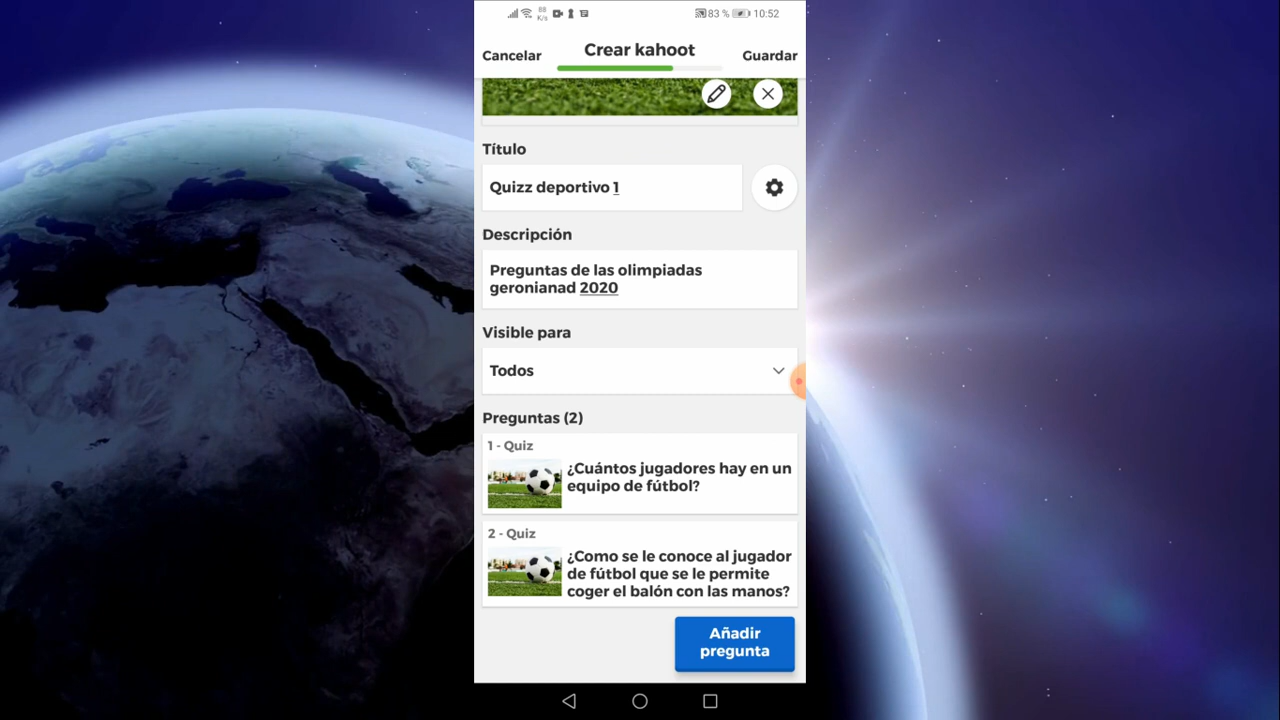 88
K/s
83 %
10:52
Cancelar
Crear kahoot
Guardar
Título
Quizz deportivo 1
Descripción
Preguntas de las olimpiadas
geronianad 2020
Visible para
Todos
Preguntas (2)
1 - Quiz
¿Cuántos jugadores hay en un
equipo de fútbol?
2 - Quiz
¿Como se le conoce al jugador
de fútbol que se le permite
coger el balón con las manos?
Añadir
pregunta